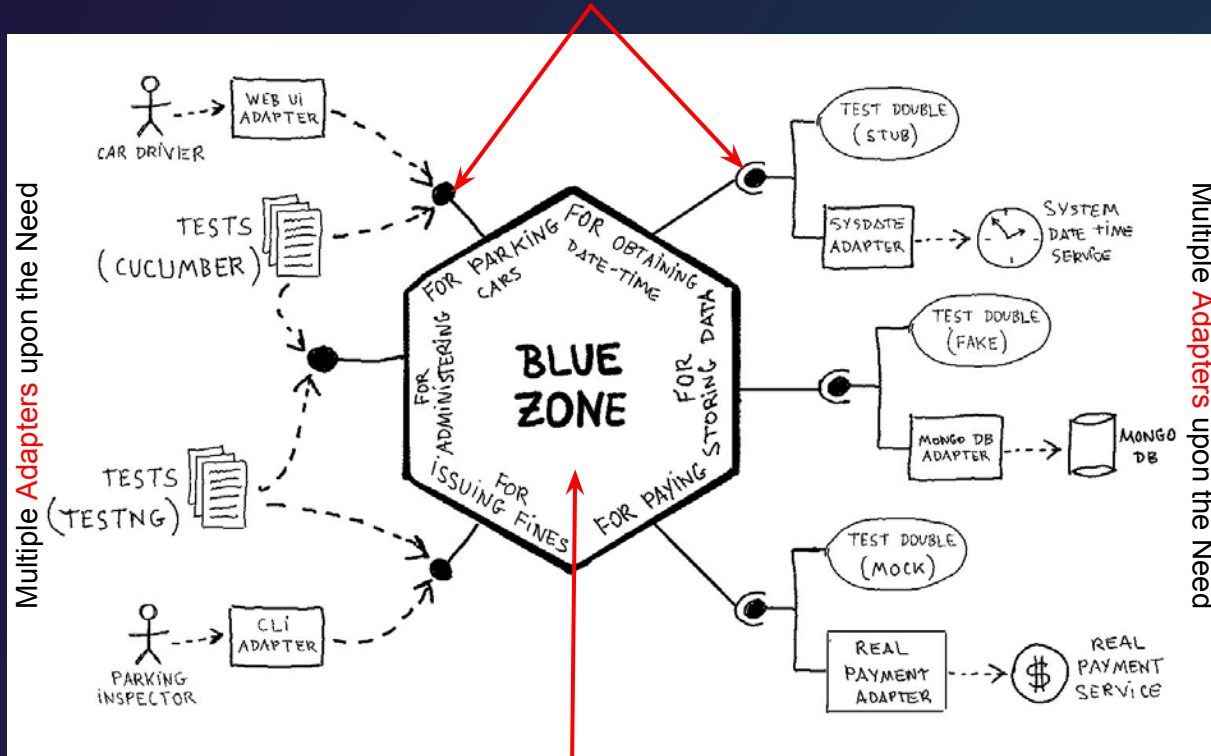 Multiple Adapters upon the Need
WEB UI
ADAPTER
CAR DRIVIER
TESTS
(CUCUMBER)
TESTS
(TESTNG)
CLI
ADAPTER
PARKING
INSPECTOR
FOR PARKING
CARS
FOR OBTAINING
DATE-TIME
FOR
ADMINISTERING
BLUE
ZONE
FOR
STORING DATA
FOR
ISSUING FINES
FOR PAYING
TEST DOUBLE
(STUB)
SYSDATE
ADAPTER
SYSTEM
DATE TIME
SERVICE
TEST DOUBLE
(FAKE)
MONGO DB
ADAPTER
MONGO
DB
TEST DOUBLE
(MOCK)
REAL
PAYMENT
ADAPTER
$
REAL
PAYMENT
SERVICE
Multiple Adapters upon the Need